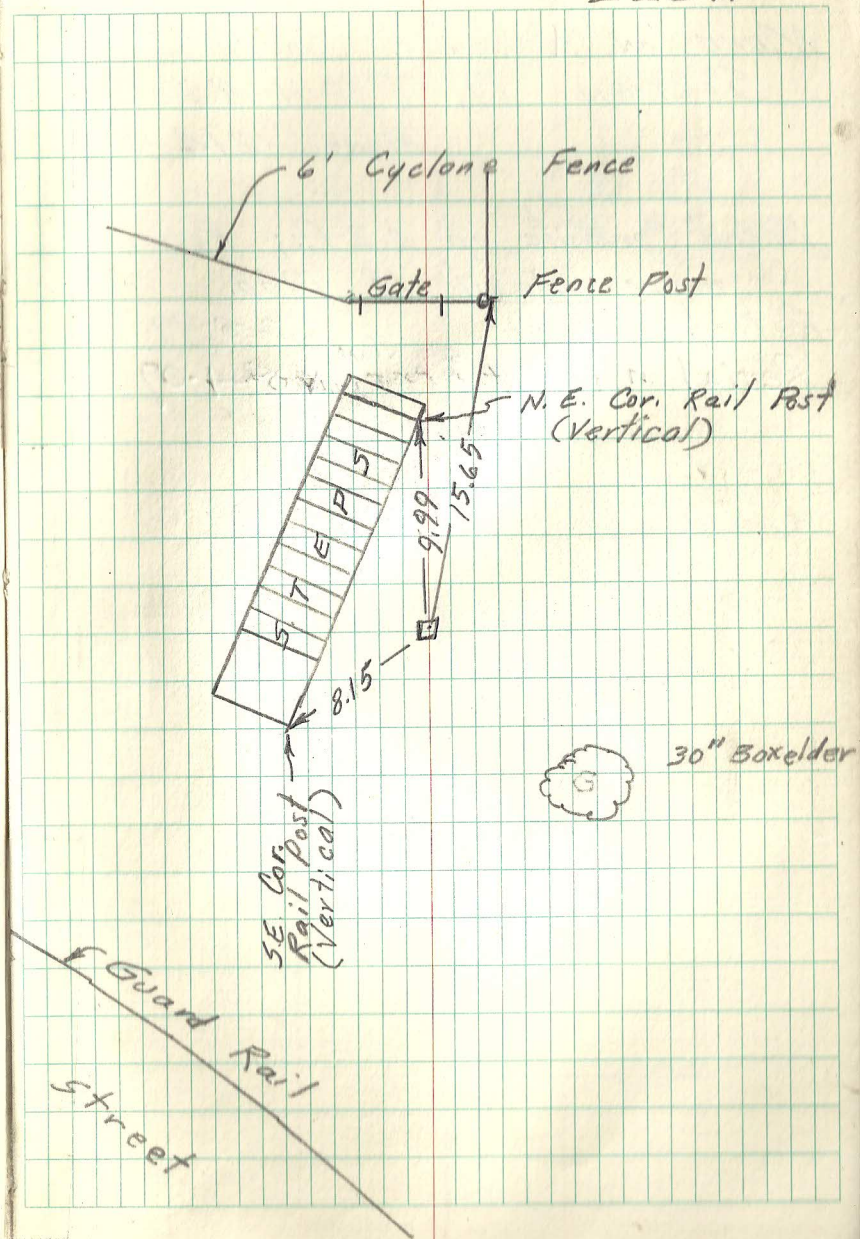 6' Cyclone Fence
Gate
Fence Post
N. E. Cor. Rail Post
(Vertical)
STEPS
9.99
15.65
8.15
30" Boxelder
G
S.E. Cor.
Rail Post
(Vertical)
Guard Rail
Street